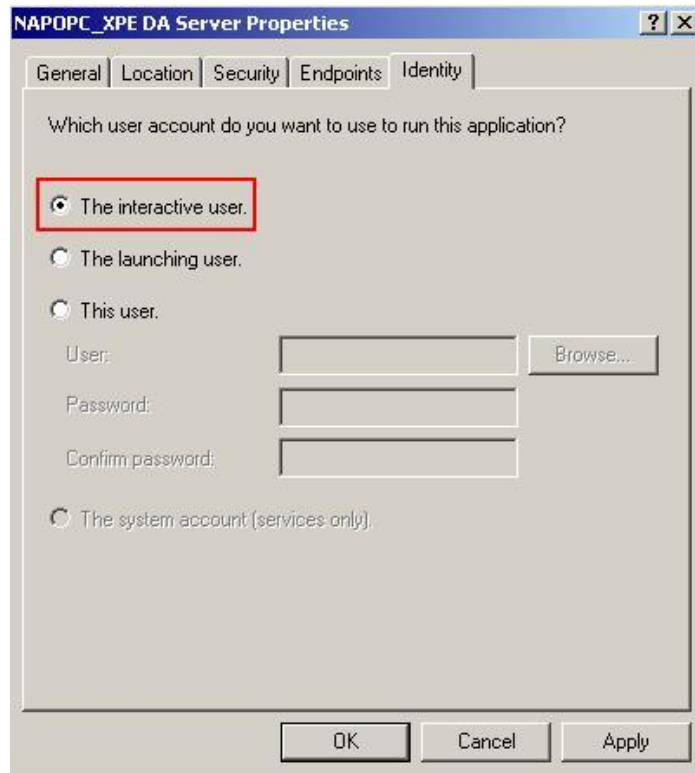 NAPOPC_XPE DA Server Properties
General Location Security Endpoints Identity
Which user account do you want to use to run this application?
The interactive user.
The launching user.
This user.
User:
Browse...
Password:
Confirm password:
The system account (services only).
OK Cancel Apply